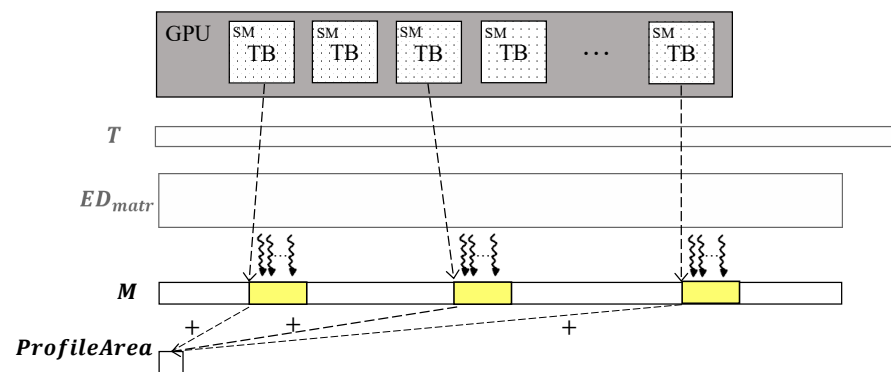 GPU SM TB SM TB SM TB SM TB ... SM TB
T
ED_matr
......... ......... .........
M
+ + +
ProfileArea